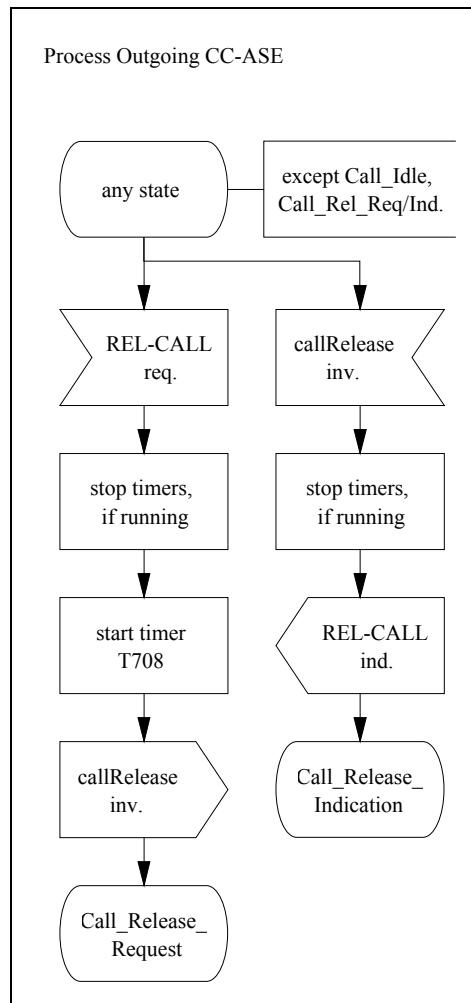 Process Outgoing CC-ASE
any state
except Call_Idle,
Call_Rel_Req/Ind.
REL-CALL
req.
stop timers,
if running
start timer
T708
callRelease
inv.
Call_Release_
Request
callRelease
inv.
stop timers,
if running
REL-CALL
ind.
Call_Release_
Indication